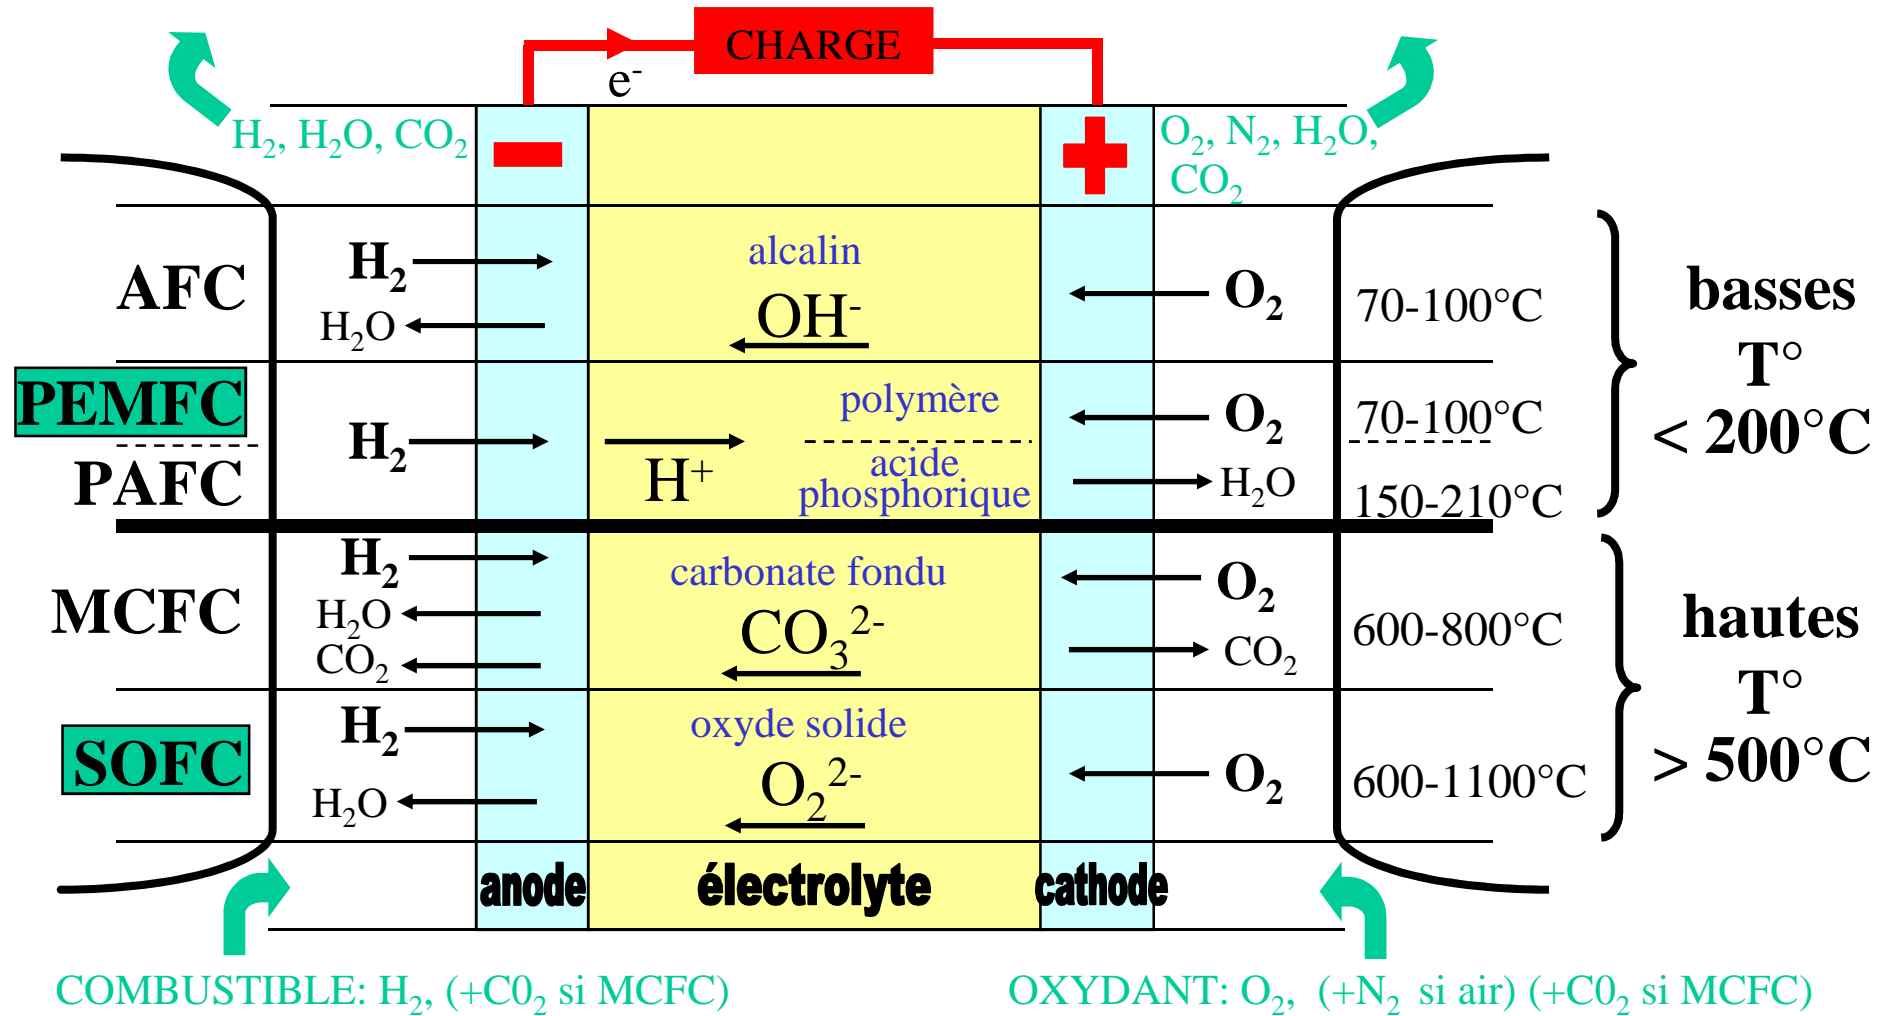 CHARGE
e-
H2, H2O, CO2
O2, N2, H2O,
CO2
AFC
H2
H2O
alcalin
OH-
O2
70-100°C
basses
T°
< 200°C
PEMFC
PAFC
H2
H+
polymère
acide
phosphorique
O2
H2O
70-100°C
150-210°C
MCFC
H2
H2O
CO2
carbonate fondu
CO3 2-
O2
CO2
600-800°C
hautes
T°
> 500°C
SOFC
H2
H2O
oxyde solide
O2 2-
O2
600-1100°C
anode
électrolyte
cathode
COMBUSTIBLE: H2, (+C02 si MCFC)
OXYDANT: O2, (+N2 si air) (+C02 si MCFC)